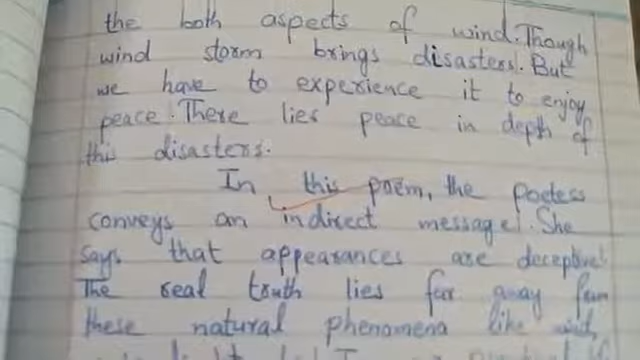 the both aspects of wind. Though
wind storm brings disasters. But
we have to experience it to enjoy
peace. There lies peace in depth of
this disasters.
In this poem, the poetess
conveys an indirect message. She
says that appearances are deceptive.
The real truth lies far away from
these natural phenomena like wind,